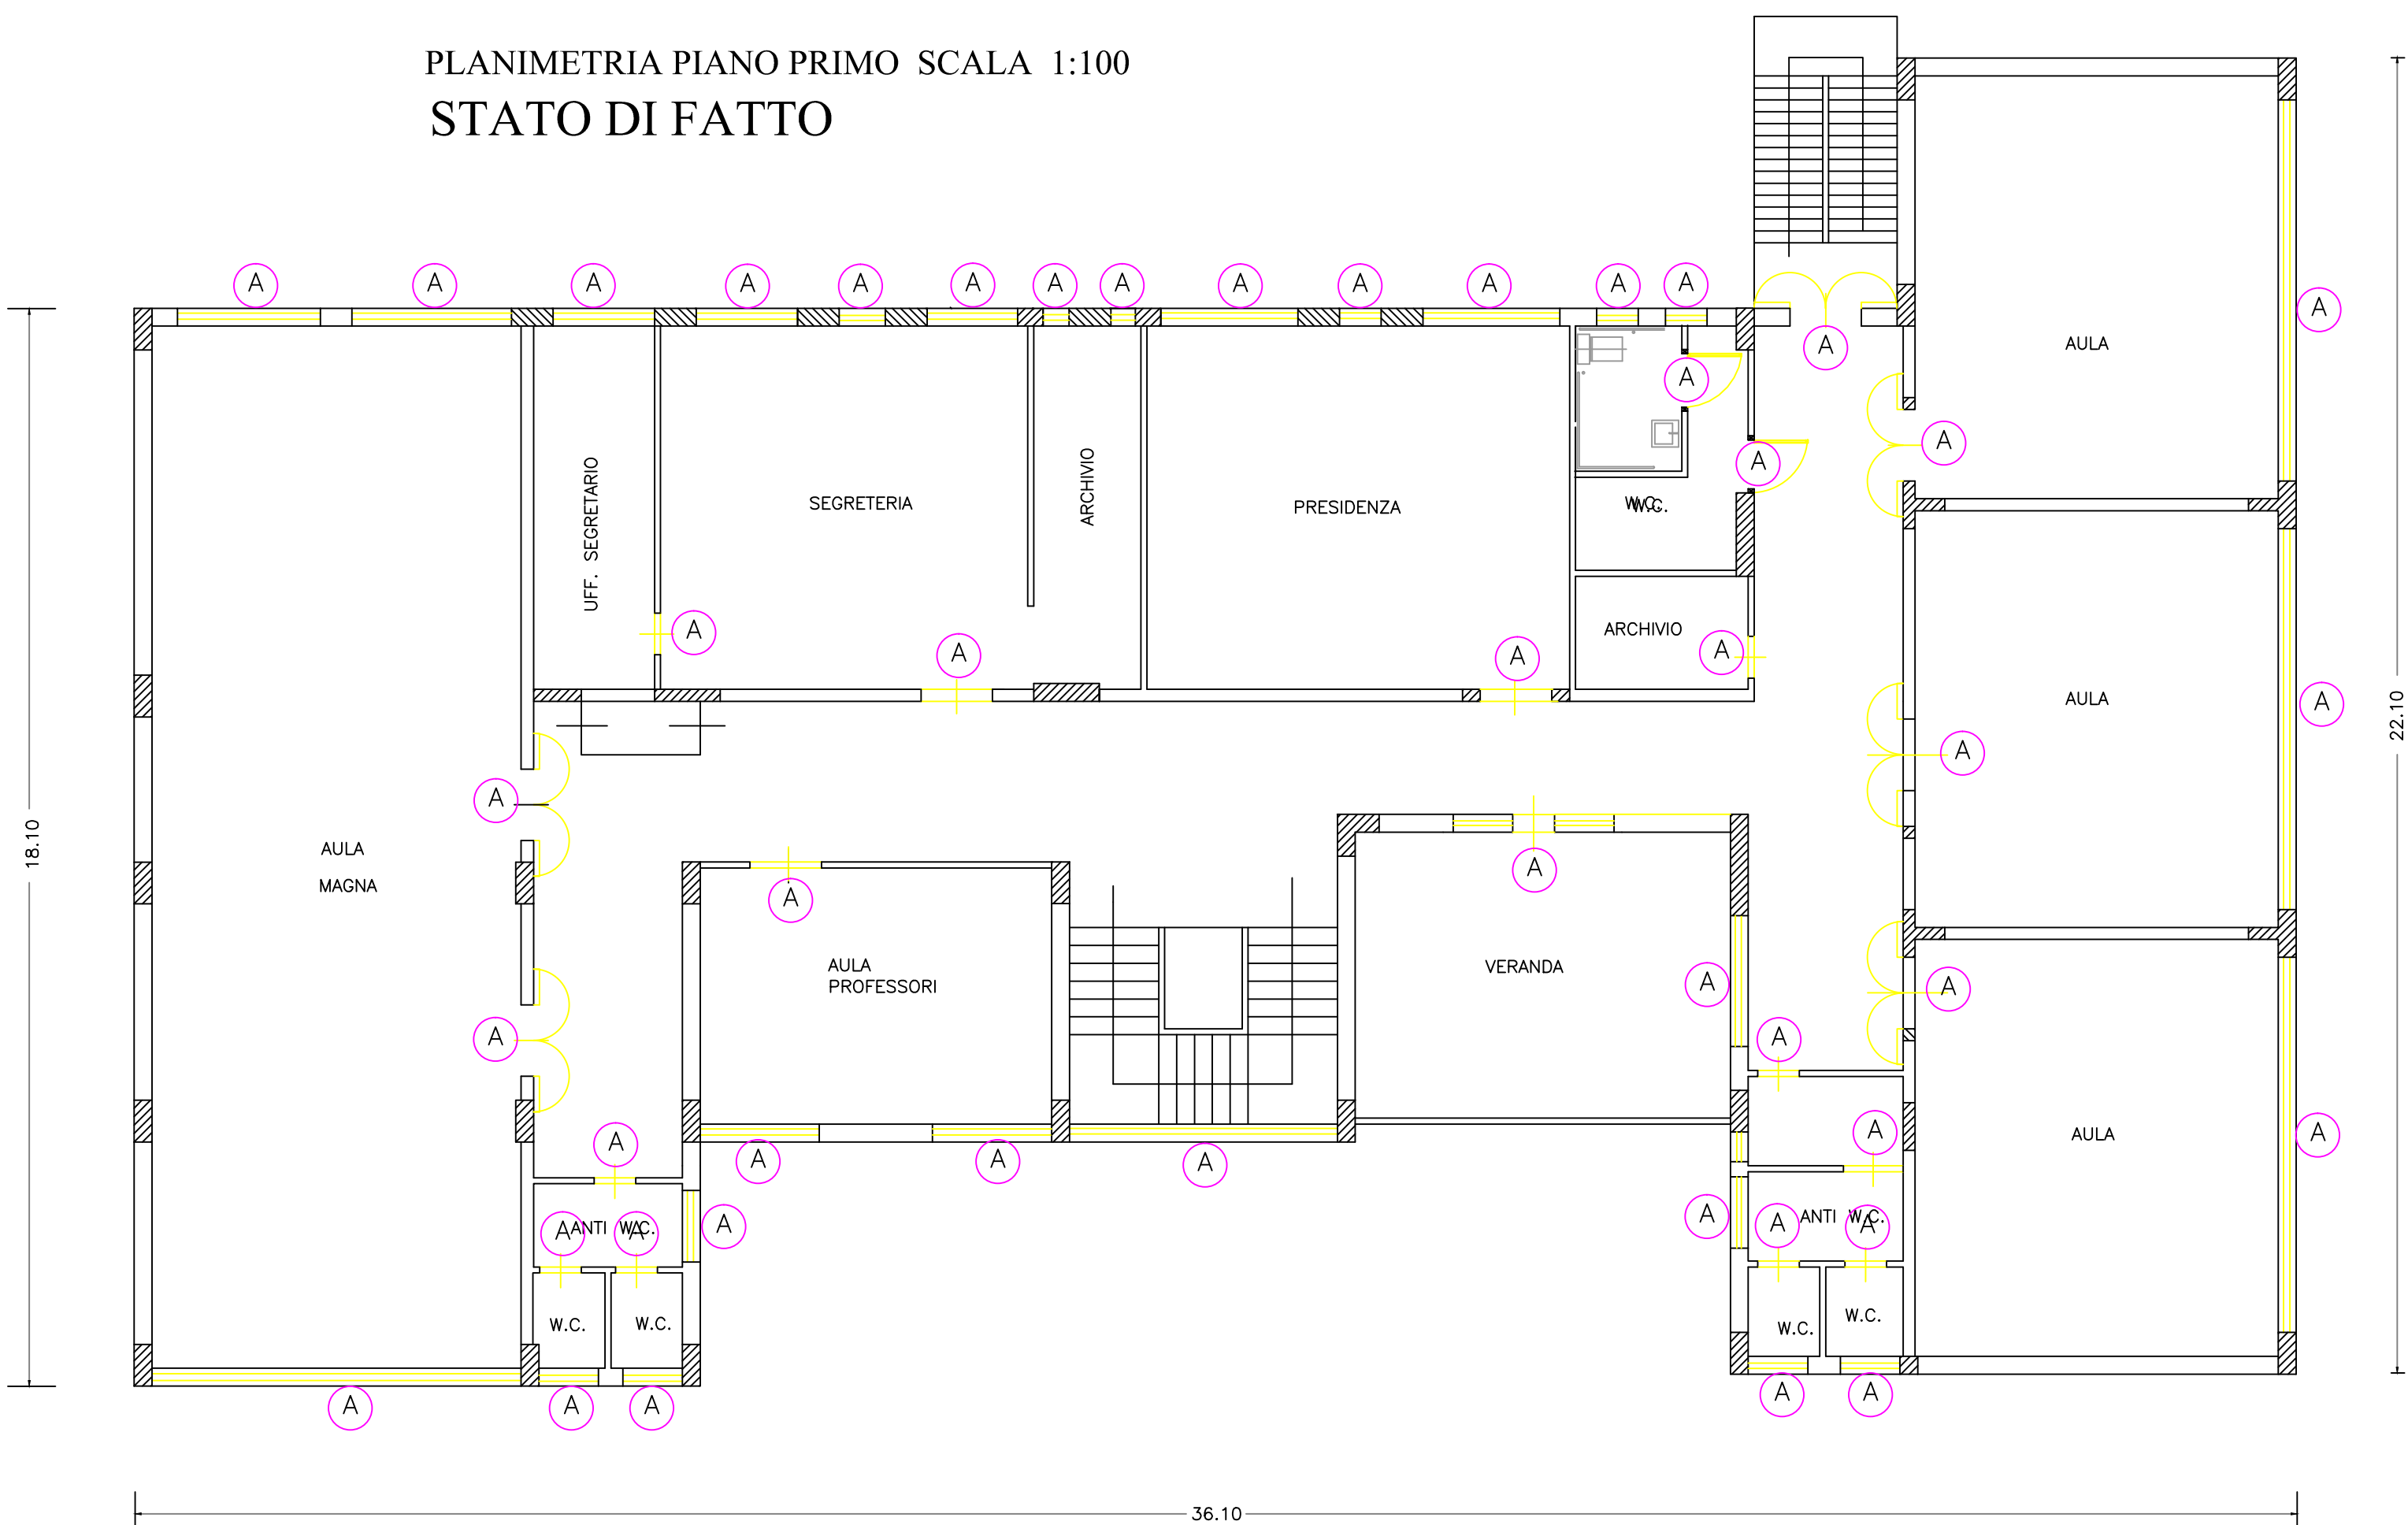 PLANIMETRIA PIANO PRIMO SCALA 1:100
STATO DI FATTO
A A A A A A A A A A A A A
A
A
A
AULA
A
A
A
UFF. SEGRETARIO
SEGRETERIA
ARCHIVIO
PRESIDENZA
W.C.
W.C.
ARCHIVIO
A
A
A
A
AULA
A
A
22.10
18.10
AULA
MAGNA
A
A
A
A
AULA
PROFESSORI
VERANDA
A
A
A
A
A
A
AULA
A
A
A
A
A
A
A
ANTI W.C.
A
A
A
ANTI W.C.
A
A
W.C.
W.C.
W.C.
W.C.
A
A
A
A
A
36.10